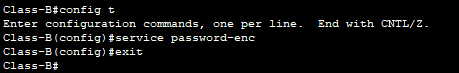 Class-B#config t
Enter configuration commands, one per line.  End with CNTL/Z.
Class-B(config)#service password-enc
Class-B(config)#exit
Class-B#